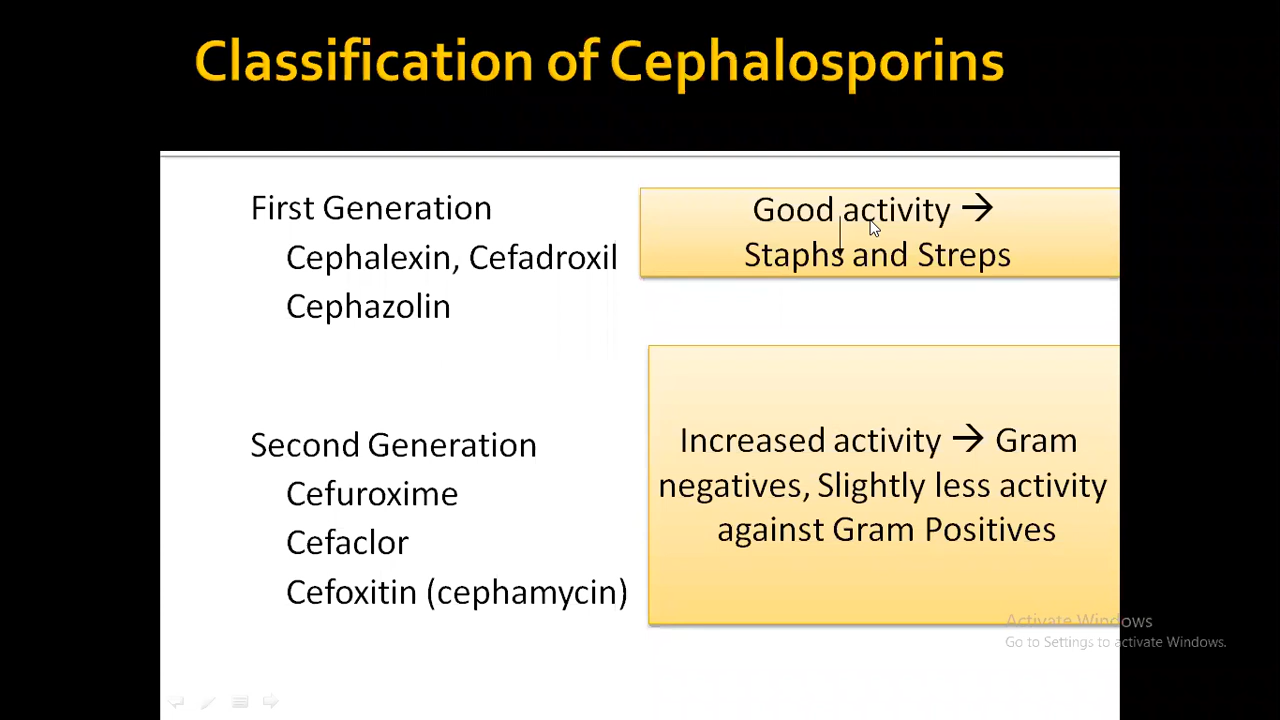 Classification of Cephalosporins
First Generation
Cephalexin, Cefadroxil
Cephazolin
Good activity →
Staphs and Streps
Second Generation
Cefuroxime
Cefaclor
Cefoxitin (cephamycin)
Increased activity → Gram
negatives, Slightly less activity
against Gram Positives
Activate Windows
Go to Settings to activate Windows.